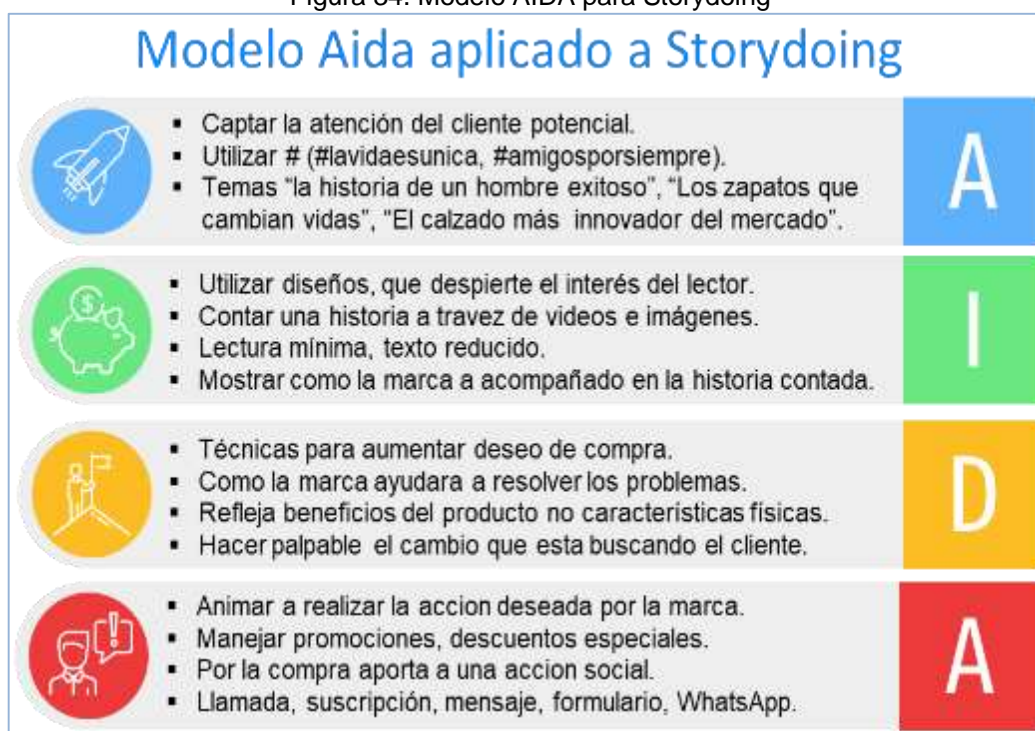 Figura 34. Modelo AIDA para Storydoing
Modelo Aida aplicado a Storydoing
▪ Captar la atención del cliente potencial.
▪ Utilizar # (#lavidaesunica, #amigosporsiempre).
▪ Temas “la historia de un hombre exitoso”, “Los zapatos que
cambian vidas”, “El calzado más innovador del mercado”.
A
▪ Utilizar diseños, que despierte el interés del lector.
▪ Contar una historia a travez de videos e imágenes.
▪ Lectura mínima, texto reducido.
▪ Mostrar como la marca a acompañado en la historia contada.
I
▪ Técnicas para aumentar deseo de compra.
▪ Como la marca ayudara a resolver los problemas.
▪ Refleja beneficios del producto no caracteristicas físicas.
▪ Hacer palpable el cambio que esta buscando el cliente.
D
▪ Animar a realizar la accion deseada por la marca.
▪ Manejar promociones, descuentos especiales.
▪ Por la compra aporta a una accion social.
▪ Llamada, suscripción, mensaje, formulario, WhatsApp.
A